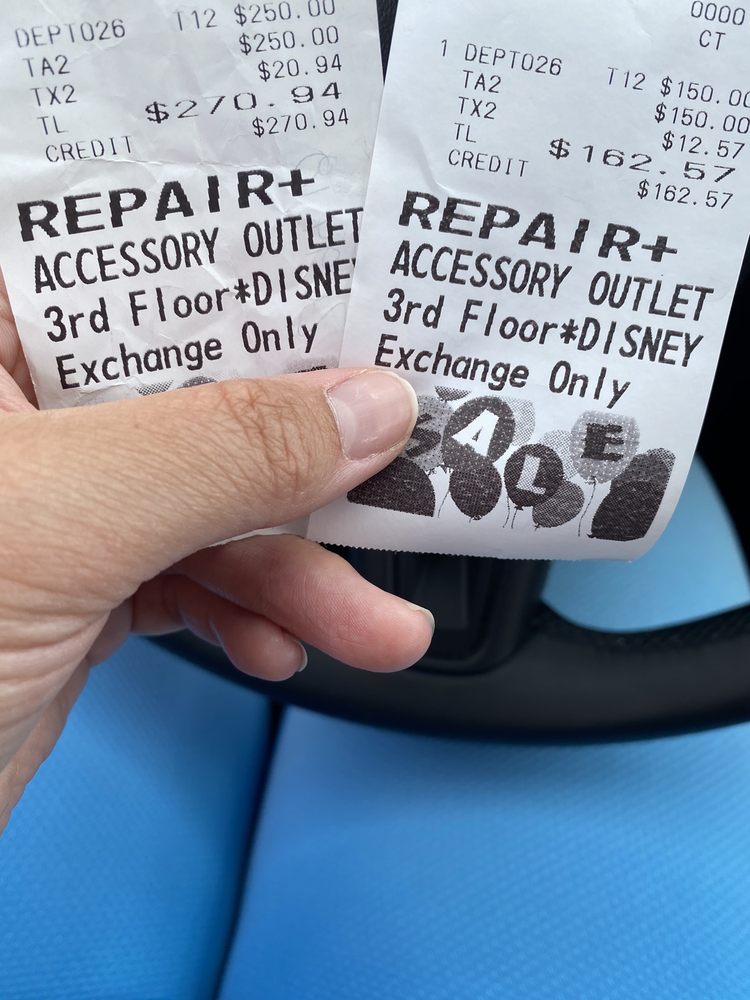 DEPT026 T12 $250.00
TA2 $250.00
TX2 $20.94
TL $270.94
CREDIT $270.94
REPAIR+
ACCESSORY OUTLET
3rd Floor*DISNE
Exchange Only
0000
CT
1 DEPT026 T12 $150.00
TA2 $150.00
TX2 $12.57
TL $162.57
CREDIT $162.57
REPAIR+
ACCESSORY OUTLET
3rd Floor*DISNEY
Exchange Only
SALE